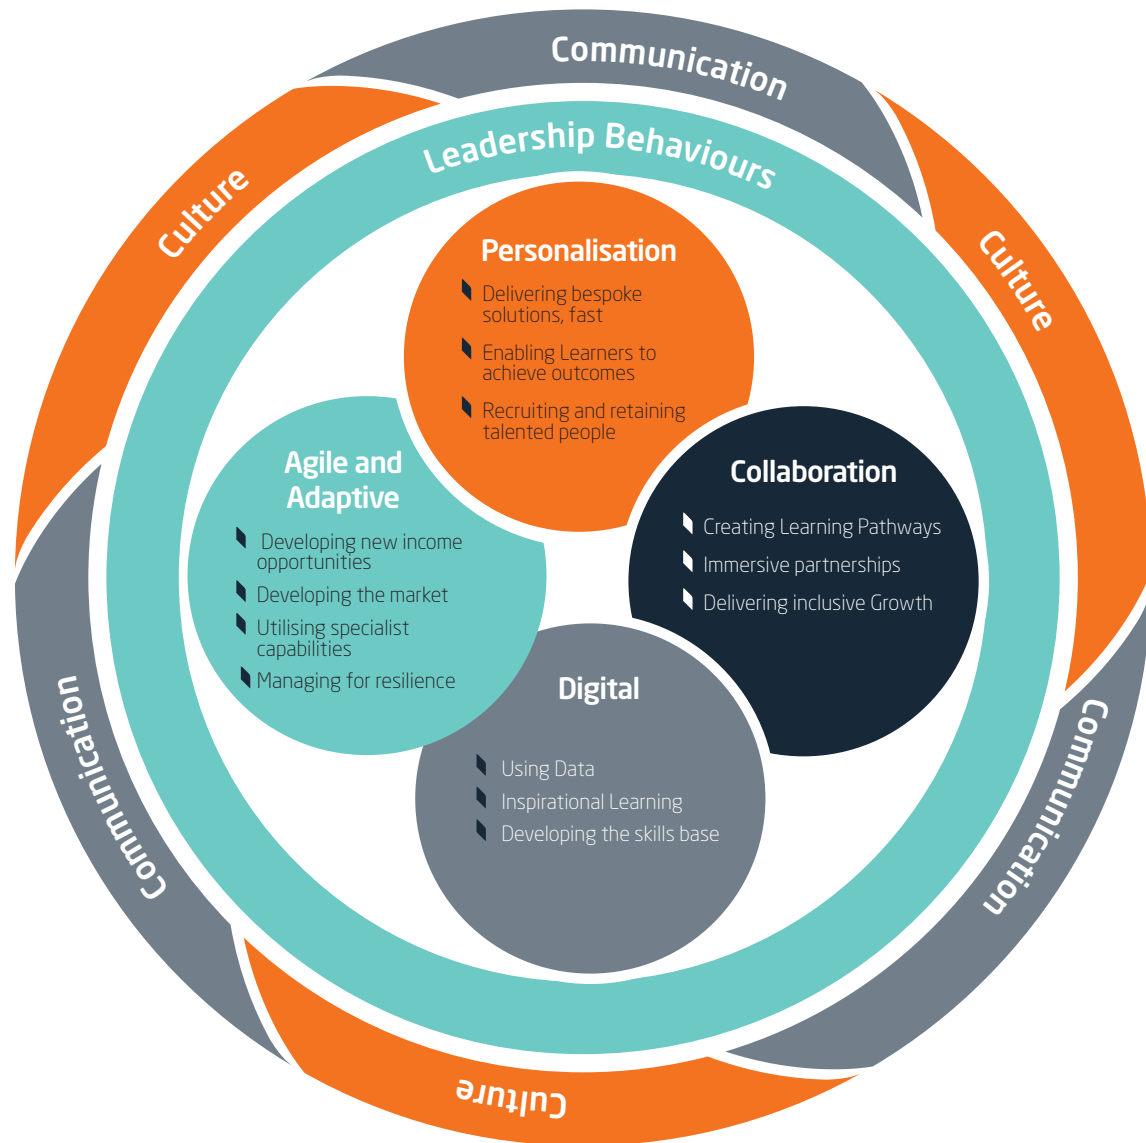 Communication
Culture
Culture
Leadership Behaviours
Personalisation
Delivering bespoke
solutions, fast
Enabling Learners to
achieve outcomes
Recruiting and retaining
talented people
Agile and
Adaptive
Developing new income
opportunities
Developing the market
Utilising specialist
capabilities
Managing for resilience
Collaboration
Creating Learning Pathways
Immersive partnerships
Delivering inclusive Growth
Digital
Using Data
Inspirational Learning
Developing the skills base
Communication
Communication
Culture